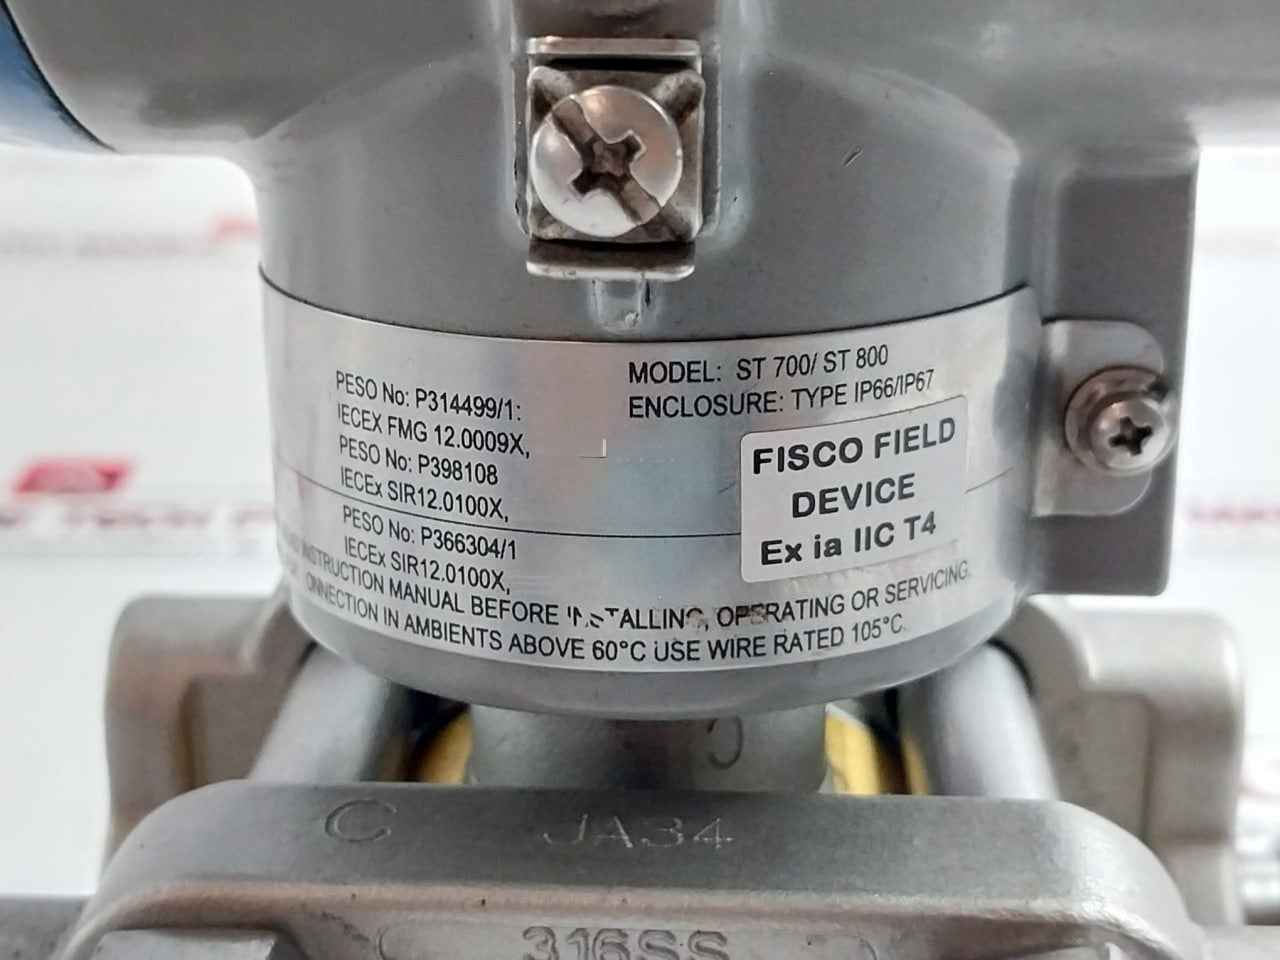 PESO No: P314499/1:
IECEX FMG 12.0009X,
PESO No: P398108
IECEx SIR12.0100X,
PESO No: P366304/1
IECEx SIR12.0100X,
MODEL: ST 700/ ST 800
ENCLOSURE: TYPE IP66/IP67
FISCO FIELD
DEVICE
Ex ia IIC T4
INSTRUCTION MANUAL BEFORE INSTALLING, OPERATING OR SERVICING.
IN AMBIENTS ABOVE 60°C USE WIRE RATED 105°C.
C JA34
316SS